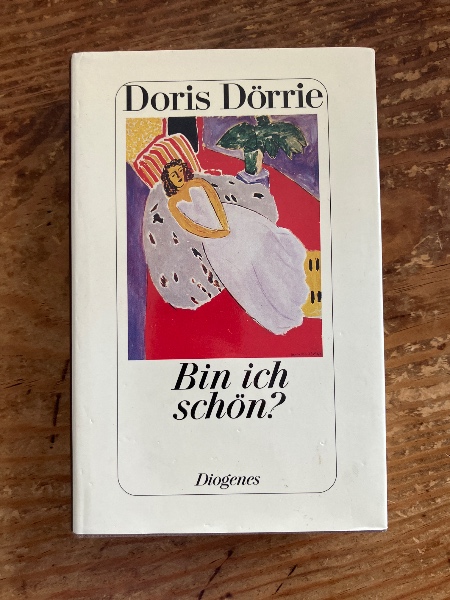 Doris Dörrie
Bin ich
schön?
Diogenes